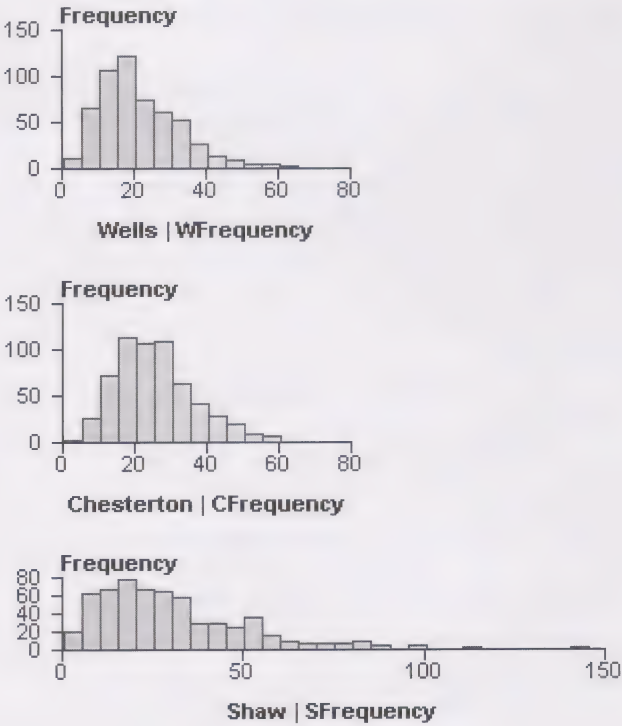 Frequency
150
100
50
0
0 20 40 60 80
Wells | WFrequency
Frequency
150
100
50
0
0 20 40 60 80
Chesterton | CFrequency
Frequency
80
60
40
20
0
0 50 100 150
Shaw | SFrequency